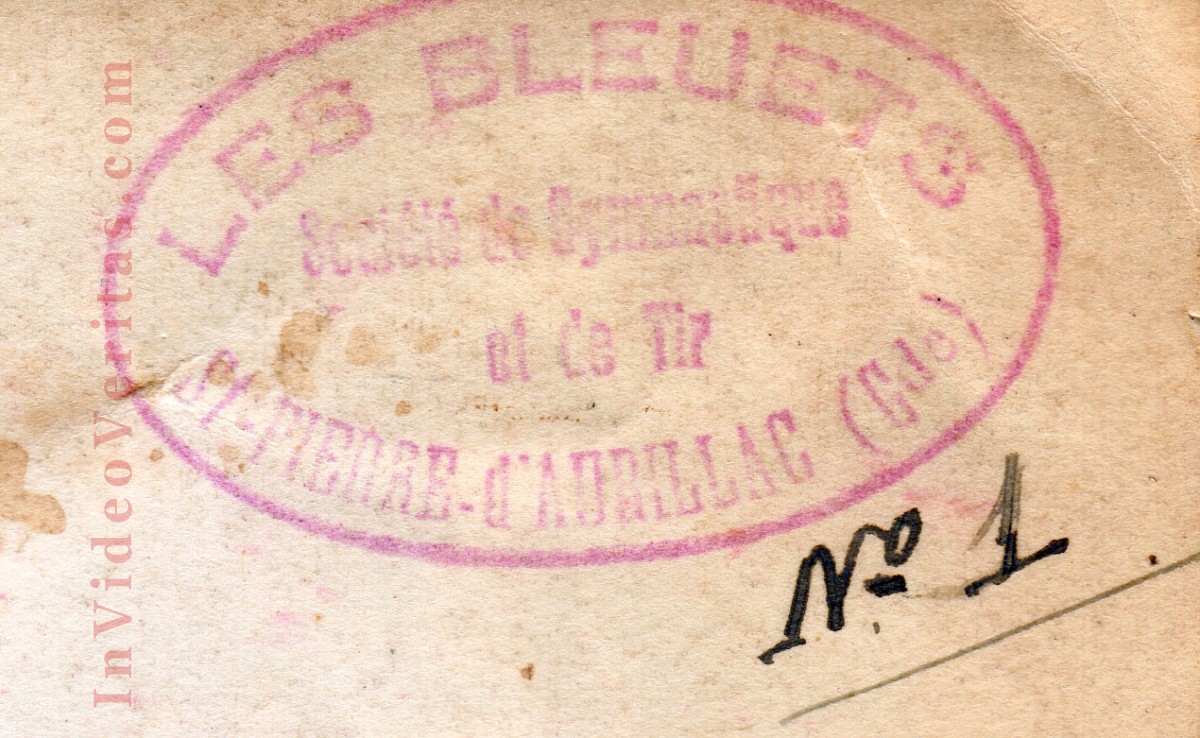 LES BLEUETS
Société de Gymnastique
et de Tir
St-PIERRE-d'AURILLAC (Gde)
Nº 1
InVideoVeritas.com